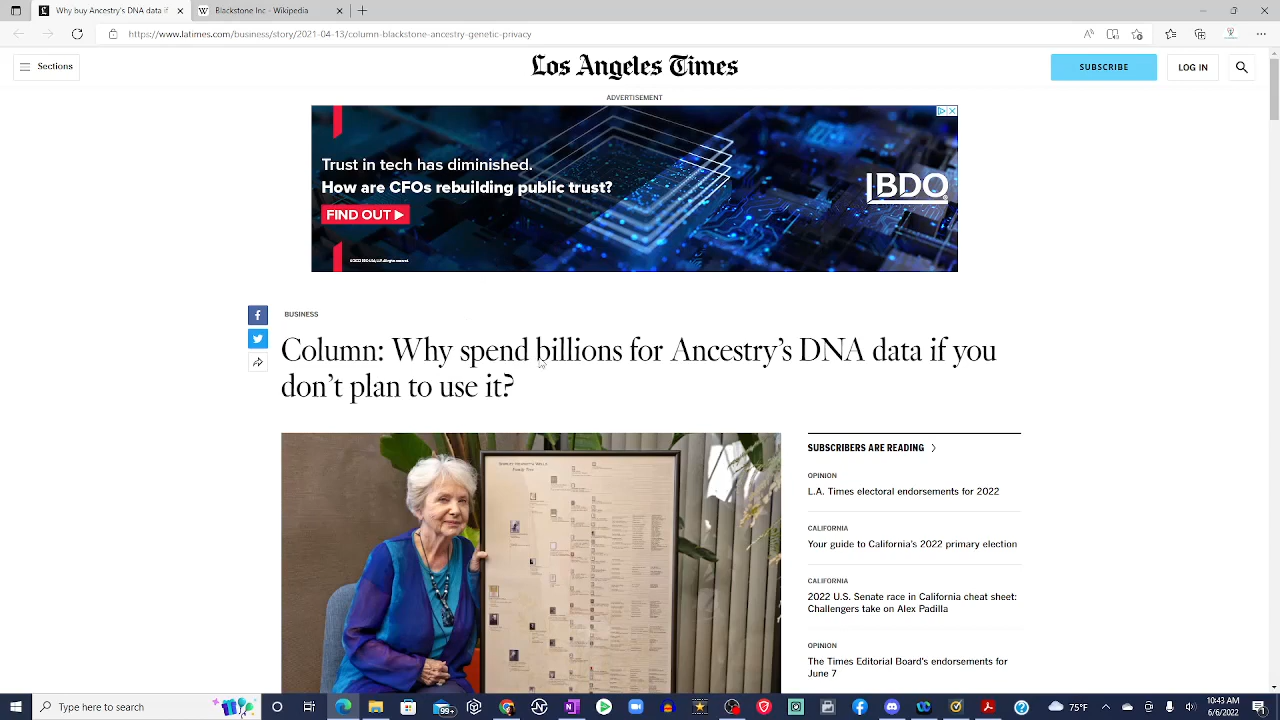 Why buy Ancestry's DNA data if
Blackstone Inc - Wikipedia
https://www.latimes.com/business/story/2021-04-13/column-blackstone-ancestry-genetic-privacy
Sections
Los Angeles Times
SUBSCRIBE
LOG IN
ADVERTISEMENT
Trust in tech has diminished.
How are CFOs rebuilding public trust?
FIND OUT
BDO
BUSINESS
Column: Why spend billions for Ancestry's DNA data if you
don't plan to use it?
SUBSCRIBERS ARE READING
OPINION
L.A. Times electoral endorsements for 2022
CALIFORNIA
Your guide to California's 2022 primary election
CALIFORNIA
2022 U.S. Senate race in California cheat sheet:
Challengers take on Alex Padilla
OPINION
The Times Editorial Board's endorsements for
June 7
Type here to search
75°F
10:43 AM
6/6/2022